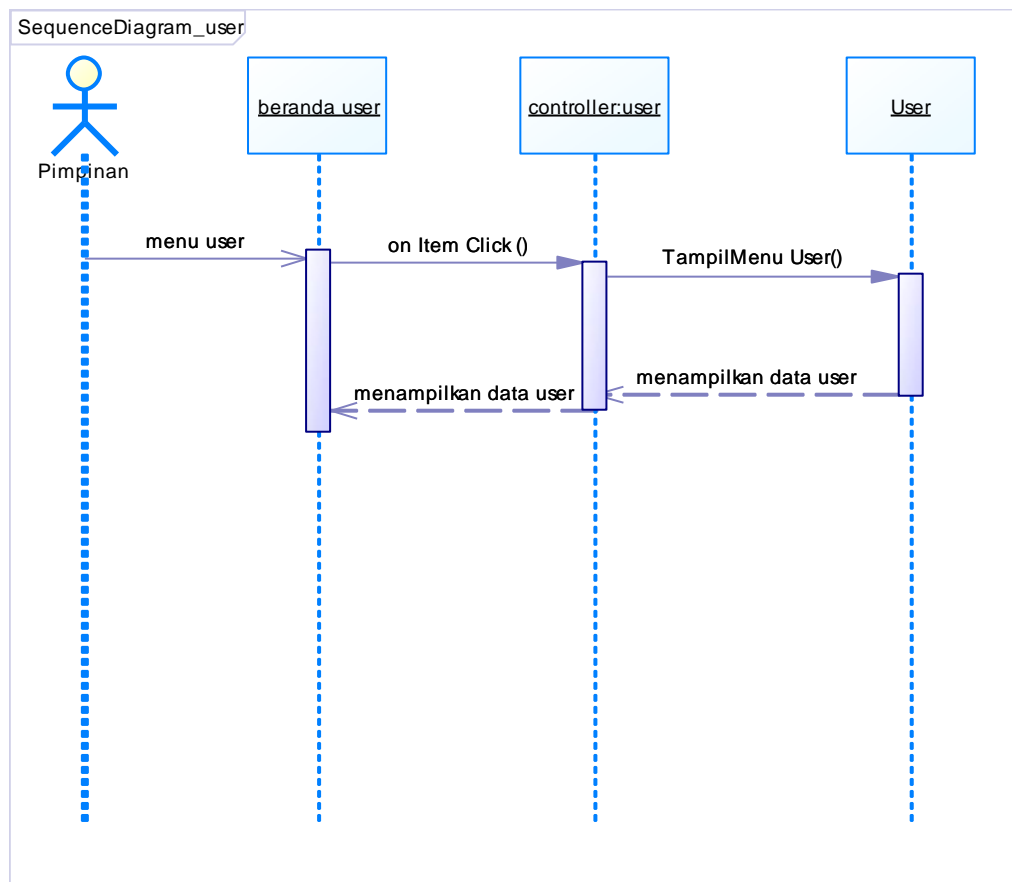 SequenceDiagram_user
beranda user
controller:user
User
Pimpinan
menu user
on Item Click ()
TampilMenu User()
menampilkan data user
menampilkan data user